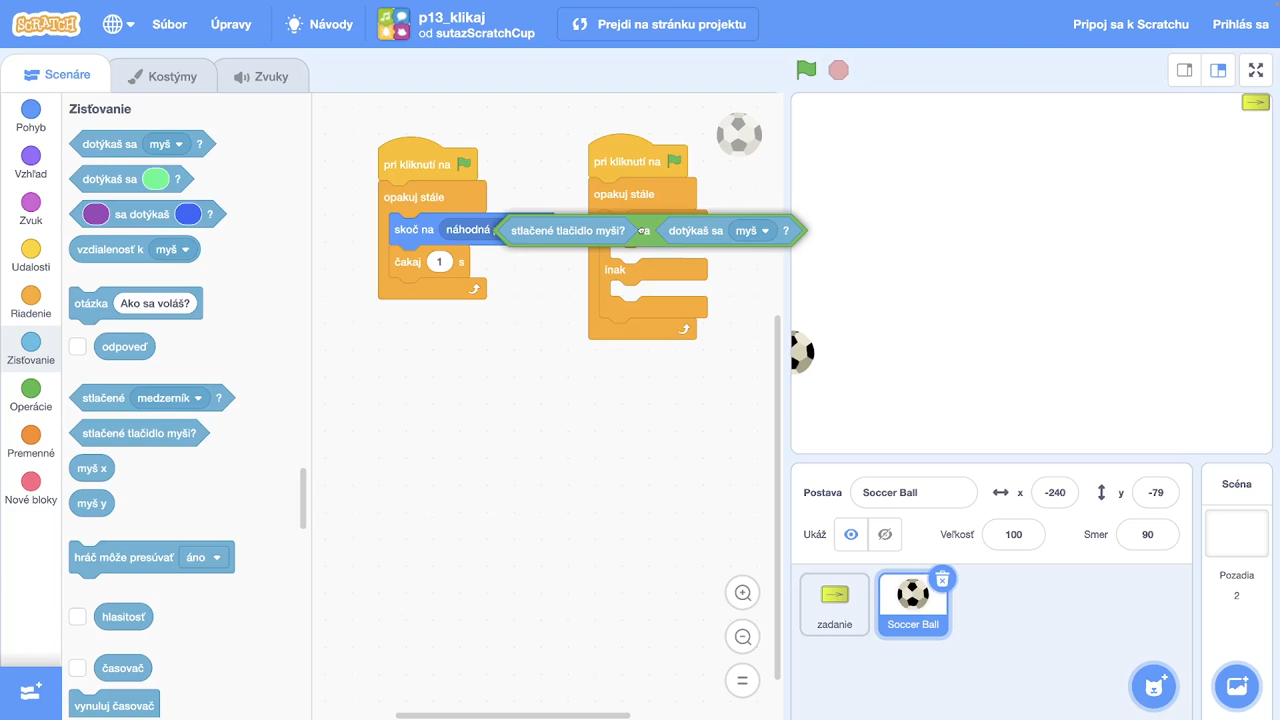 SCRATCH
Súbor
Úpravy
Návody
p13_klikaj
od sutazScratchCup
Prejdi na stránku projektu
Pripoj sa k Scratchu
Prihlás sa
Scenáre
Kostýmy
Zvuky
Pohyb
Vzhľad
Zvuk
Udalosti
Riadenie
Zisťovanie
Operácie
Premenné
Nové bloky
Zisťovanie
dotýkaš sa myš ?
dotýkaš sa ?
sa dotýkaš ?
vzdialenosť k myš
otázka Ako sa voláš?
odpoveď
stlačené medzerník ?
stlačené tlačidlo myši?
myš x
myš y
hráč môže presúvať áno
hlasitosť
časovač
vynuluj časovač
pri kliknutí na
opakuj stále
skoč na náhodná
čakaj 1 s
pri kliknutí na
opakuj stále
stlačené tlačidlo myši? a dotýkaš sa myš ?
inak
Postava Soccer Ball x -240 y -79
Ukáž Veľkosť 100 Smer 90
zadanie
Soccer Ball
Scéna
Pozadia
2